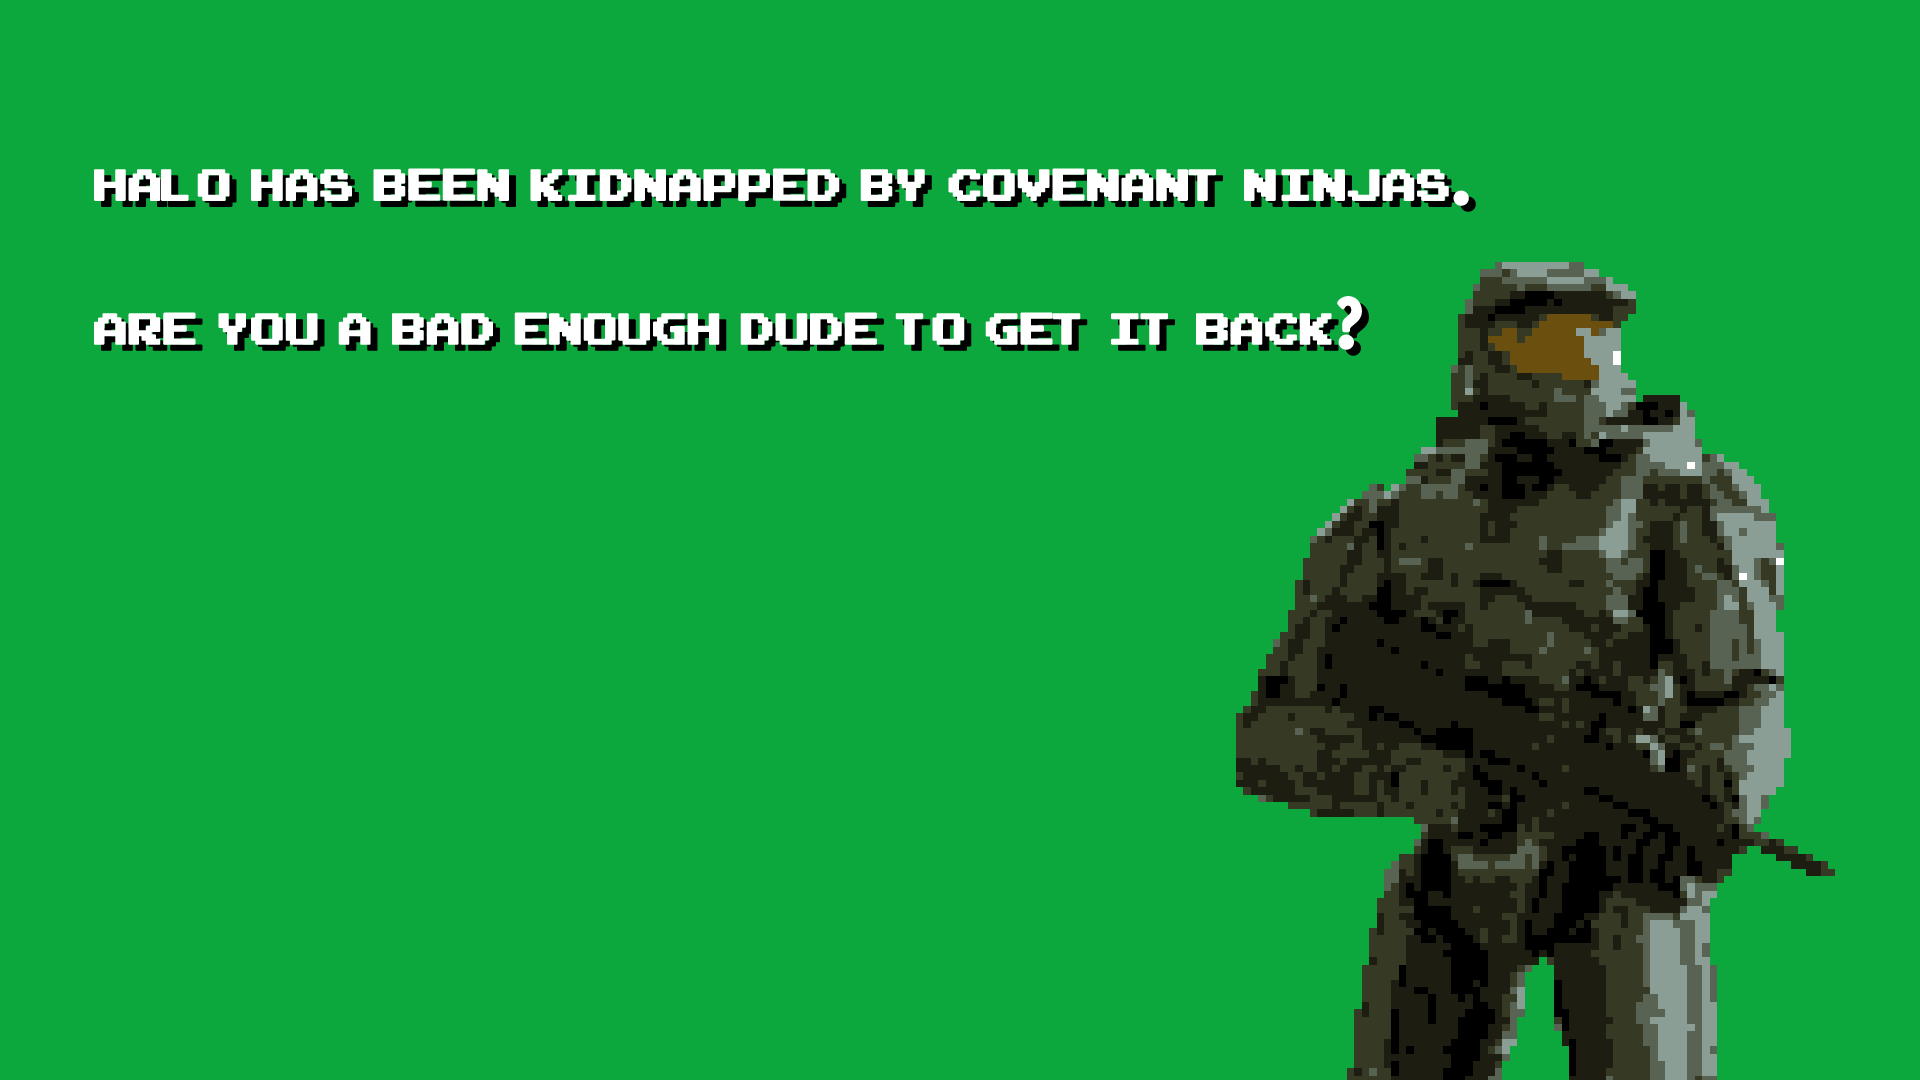 HALO HAS BEEN KIDNAPPED BY COVENANT NINJAS.
ARE YOU A BAD ENOUGH DUDE TO GET IT BACK?